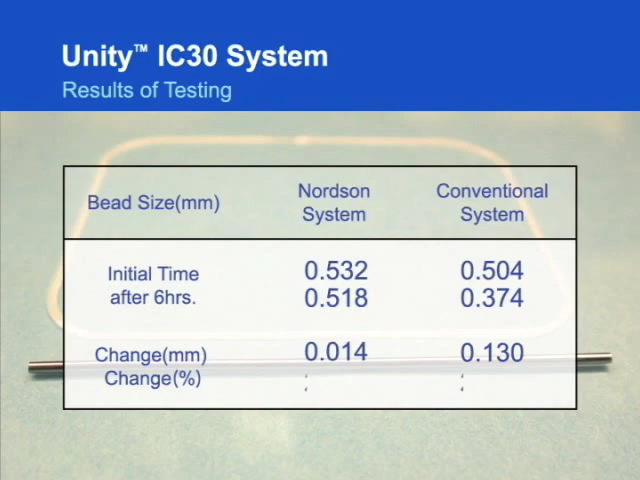 Unity™ IC30 System
Results of Testing
Bead Size(mm) Nordson System Conventional System
Initial Time 0.532 0.504
after 6hrs. 0.518 0.374
Change(mm) 0.014 0.130
Change(%)